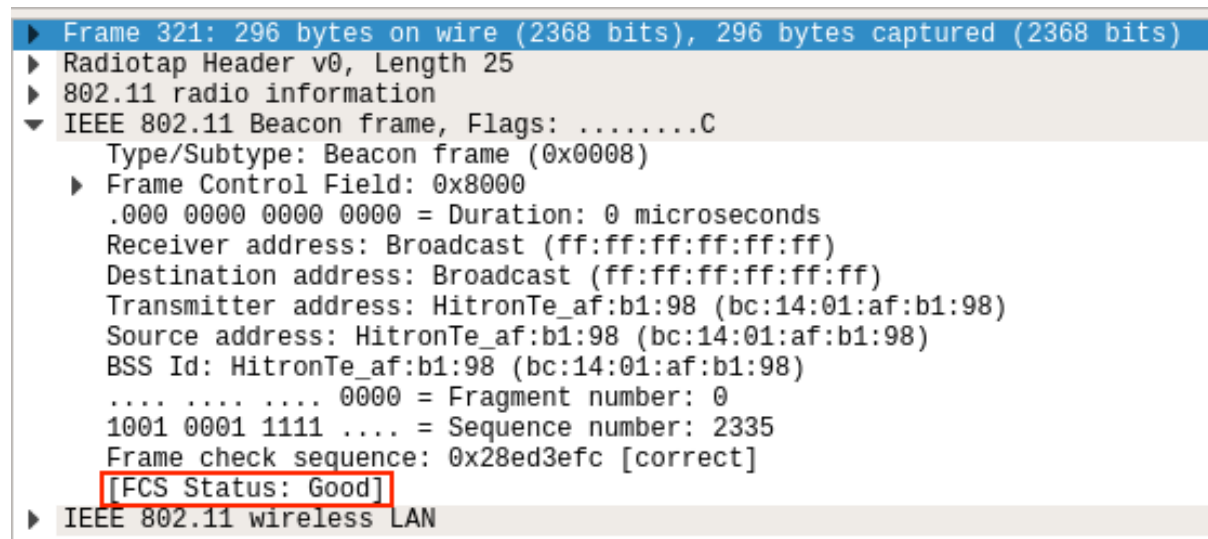 Frame 321: 296 bytes on wire (2368 bits), 296 bytes captured (2368 bits)
Radiotap Header v0, Length 25
802.11 radio information
IEEE 802.11 Beacon frame, Flags: ........C
Type/Subtype: Beacon frame (0x0008)
Frame Control Field: 0x8000
.000 0000 0000 0000 = Duration: 0 microseconds
Receiver address: Broadcast (ff:ff:ff:ff:ff:ff)
Destination address: Broadcast (ff:ff:ff:ff:ff:ff)
Transmitter address: HitronTe_af:b1:98 (bc:14:01:af:b1:98)
Source address: HitronTe_af:b1:98 (bc:14:01:af:b1:98)
BSS Id: HitronTe_af:b1:98 (bc:14:01:af:b1:98)
.... .... .... 0000 = Fragment number: 0
1001 0001 1111 .... = Sequence number: 2335
Frame check sequence: 0x28ed3efc [correct]
[FCS Status: Good]
IEEE 802.11 wireless LAN